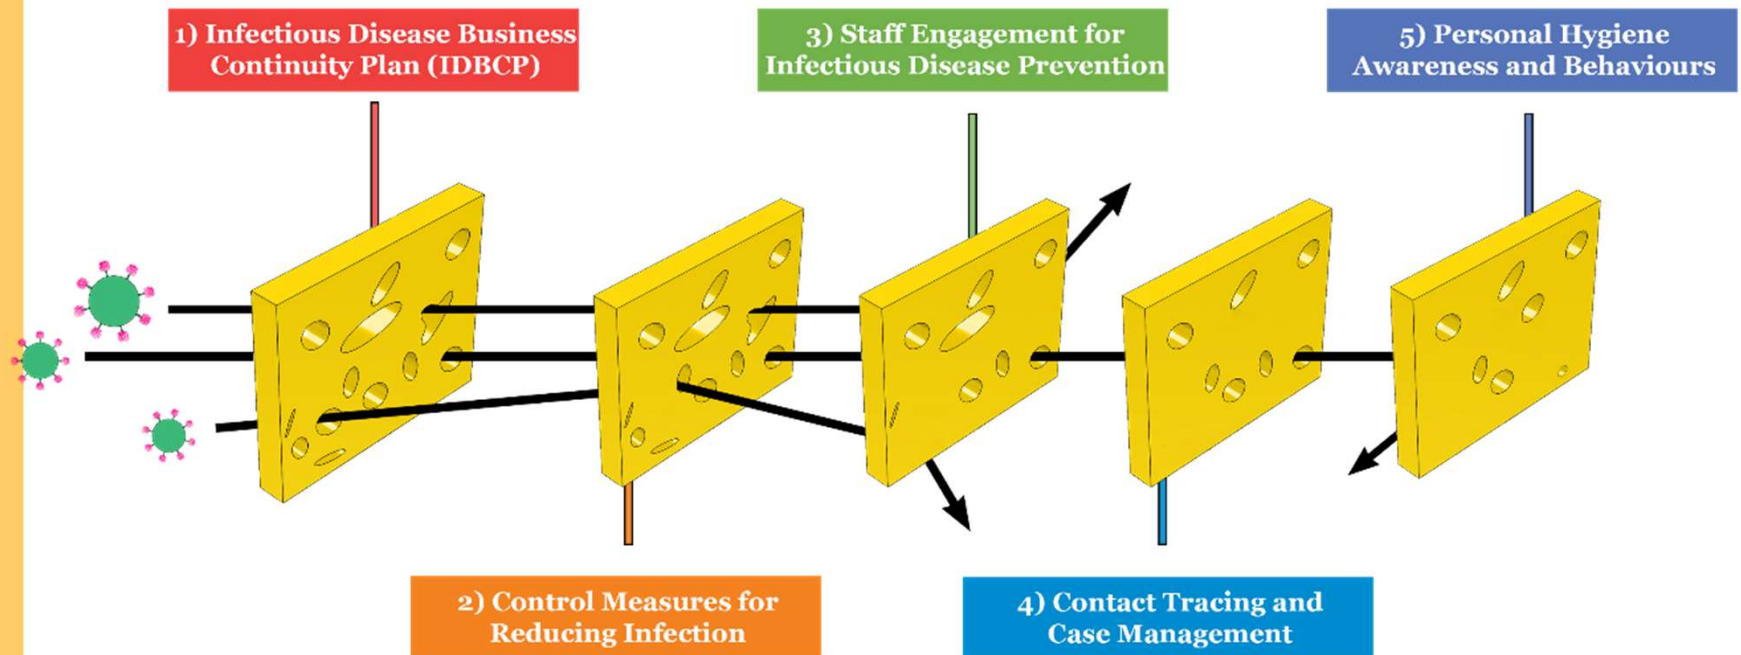 1) Infectious Disease Business
Continuity Plan (IDBCP)
3) Staff Engagement for
Infectious Disease Prevention
5) Personal Hygiene
Awareness and Behaviours
2) Control Measures for
Reducing Infection
4) Contact Tracing and
Case Management